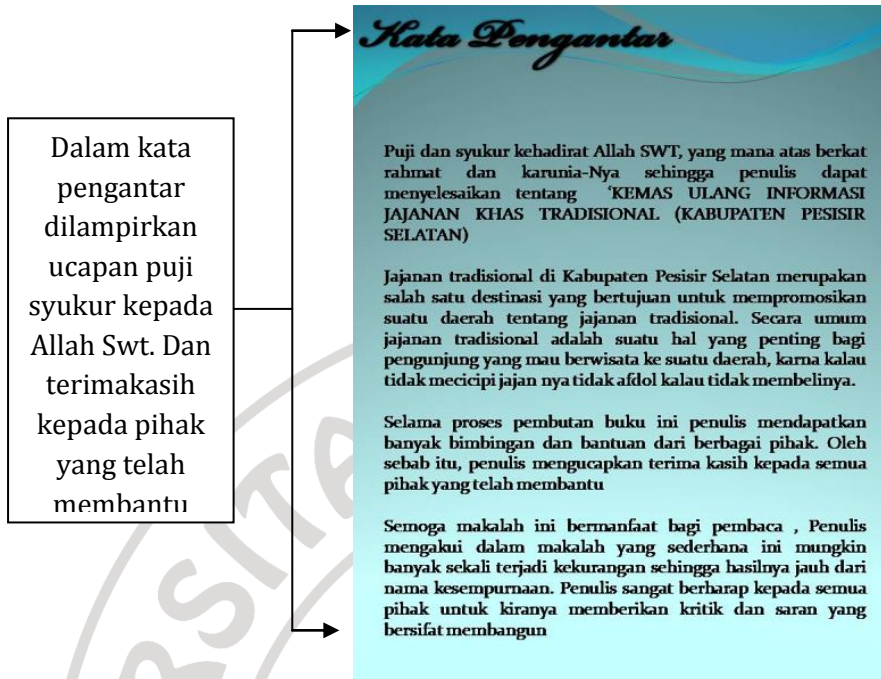 Dalam kata
pengantar
dilampirkan
ucapan puji
syukur kepada
Allah Swt. Dan
terimakasih
kepada pihak
yang telah
membantu
Kata Pengantar
Puji dan syukur kehadirat Allah SWT, yang mana atas berkat
rahmat dan karunia-Nya sehingga penulis dapat
menyelesaikan tentang 'KEMAS ULANG INFORMASI
JAJANAN KHAS TRADISIONAL (KABUPATEN PESISIR
SELATAN)
Jajanan tradisional di Kabupaten Pesisir Selatan merupakan
salah satu destinasi yang bertujuan untuk mempromosikan
suatu daerah tentang jajanan tradisional. Secara umum
jajanan tradisional adalah suatu hal yang penting bagi
pengunjung yang mau berwisata ke suatu daerah, karna kalau
tidak mecicipi jajan nya tidak afdol kalau tidak membelinya.
Selama proses pembutan buku ini penulis mendapatkan
banyak bimbingan dan bantuan dari berbagai pihak. Oleh
sebab itu, penulis mengucapkan terima kasih kepada semua
pihak yang telah membantu
Semoga makalah ini bermanfaat bagi pembaca , Penulis
mengakui dalam makalah yang sederhana ini mungkin
banyak sekali terjadi kekurangan sehingga hasilnya jauh dari
nama kesempurnaan. Penulis sangat berharap kepada semua
pihak untuk kiranya memberikan kritik dan saran yang
bersifat membangun